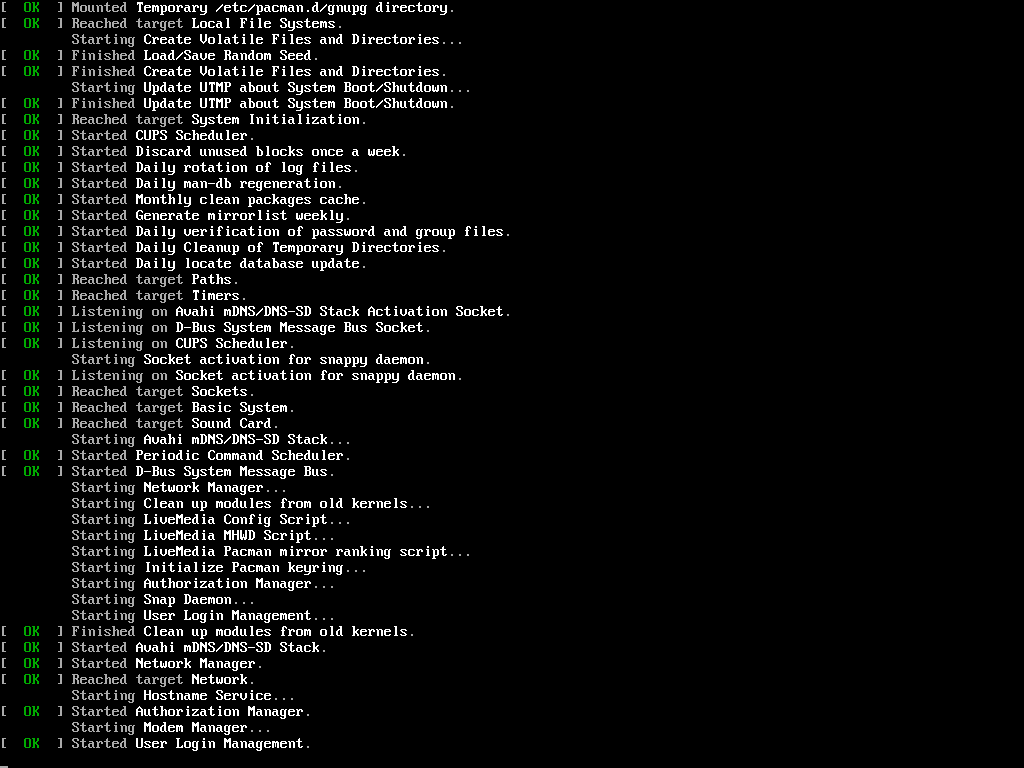 [  OK  ] Mounted Temporary /etc/pacman.d/gnupg directory.
[  OK  ] Reached target Local File Systems.
         Starting Create Volatile Files and Directories...
[  OK  ] Finished Load/Save Random Seed.
[  OK  ] Finished Create Volatile Files and Directories.
         Starting Update UTMP about System Boot/Shutdown...
[  OK  ] Finished Update UTMP about System Boot/Shutdown.
[  OK  ] Reached target System Initialization.
[  OK  ] Started CUPS Scheduler.
[  OK  ] Started Discard unused blocks once a week.
[  OK  ] Started Daily rotation of log files.
[  OK  ] Started Daily man-db regeneration.
[  OK  ] Started Monthly clean packages cache.
[  OK  ] Started Generate mirrorlist weekly.
[  OK  ] Started Daily verification of password and group files.
[  OK  ] Started Daily Cleanup of Temporary Directories.
[  OK  ] Started Daily locate database update.
[  OK  ] Reached target Paths.
[  OK  ] Reached target Timers.
[  OK  ] Listening on Avahi mDNS/DNS-SD Stack Activation Socket.
[  OK  ] Listening on D-Bus System Message Bus Socket.
[  OK  ] Listening on CUPS Scheduler.
         Starting Socket activation for snappy daemon.
[  OK  ] Listening on Socket activation for snappy daemon.
[  OK  ] Reached target Sockets.
[  OK  ] Reached target Basic System.
[  OK  ] Reached target Sound Card.
         Starting Avahi mDNS/DNS-SD Stack...
[  OK  ] Started Periodic Command Scheduler.
[  OK  ] Started D-Bus System Message Bus.
         Starting Network Manager...
         Starting Clean up modules from old kernels...
         Starting LiveMedia Config Script...
         Starting LiveMedia MHWD Script...
         Starting LiveMedia Pacman mirror ranking script...
         Starting Initialize Pacman keyring...
         Starting Authorization Manager...
         Starting Snap Daemon...
         Starting User Login Management...
[  OK  ] Finished Clean up modules from old kernels.
[  OK  ] Started Avahi mDNS/DNS-SD Stack.
[  OK  ] Started Network Manager.
[  OK  ] Reached target Network.
         Starting Hostname Service...
[  OK  ] Started Authorization Manager.
         Starting Modem Manager...
[  OK  ] Started User Login Management.